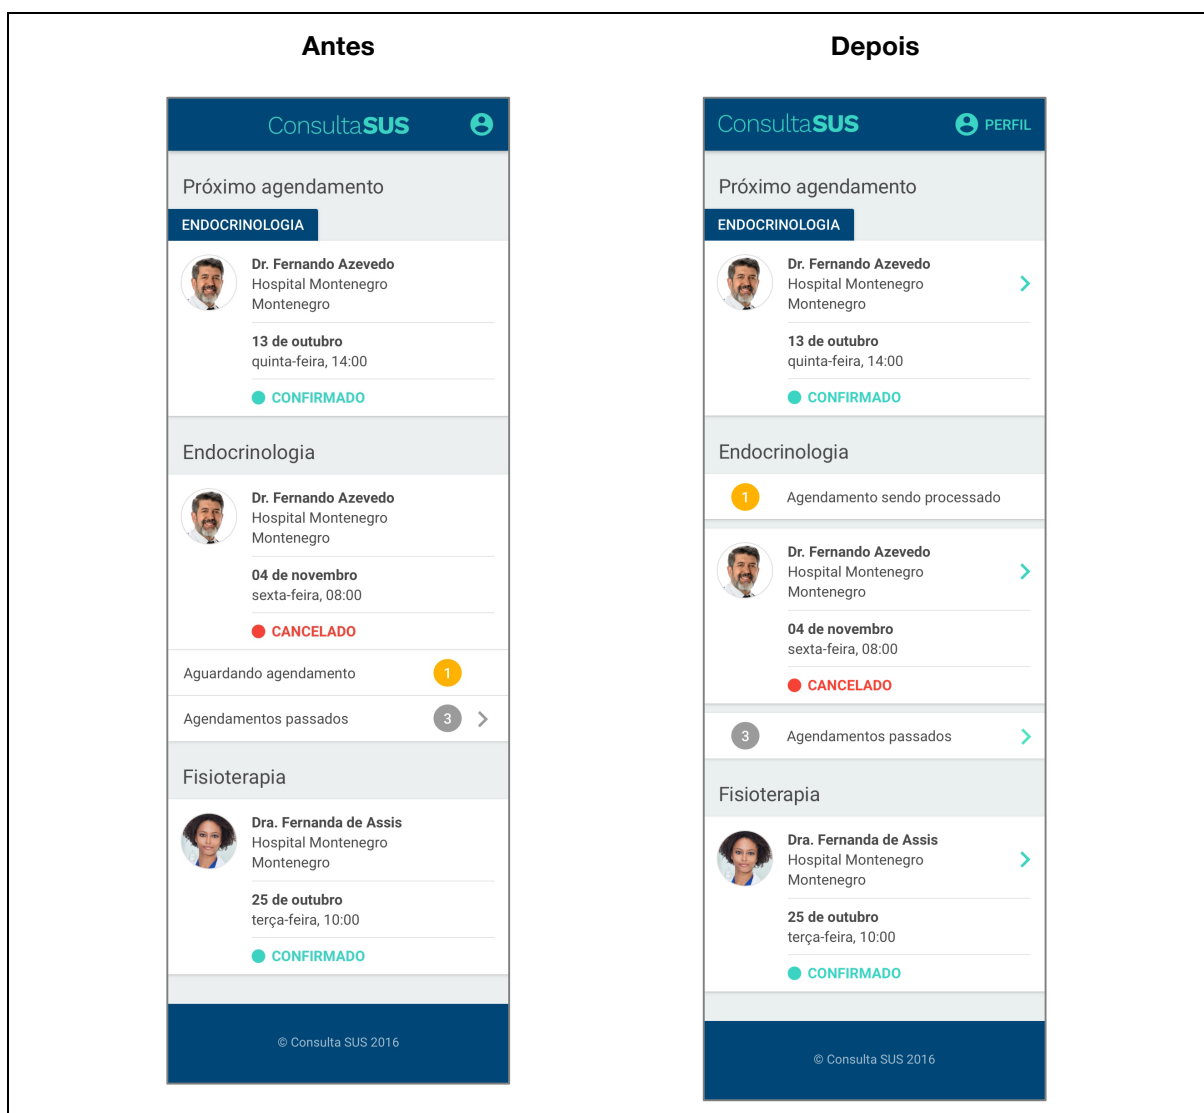 Antes
ConsultaSUS
Próximo agendamento
ENDOCRINOLOGIA
Dr. Fernando Azevedo
Hospital Montenegro
Montenegro
13 de outubro
quinta-feira, 14:00
CONFIRMADO
Endocrinologia
Dr. Fernando Azevedo
Hospital Montenegro
Montenegro
04 de novembro
sexta-feira, 08:00
CANCELADO
Aguardando agendamento 1
Agendamentos passados 3
Fisioterapia
Dra. Fernanda de Assis
Hospital Montenegro
Montenegro
25 de outubro
terça-feira, 10:00
CONFIRMADO
© Consulta SUS 2016
Depois
ConsultaSUS PERFIL
Próximo agendamento
ENDOCRINOLOGIA
Dr. Fernando Azevedo
Hospital Montenegro
Montenegro
13 de outubro
quinta-feira, 14:00
CONFIRMADO
Endocrinologia
1 Agendamento sendo processado
Dr. Fernando Azevedo
Hospital Montenegro
Montenegro
04 de novembro
sexta-feira, 08:00
CANCELADO
3 Agendamentos passados
Fisioterapia
Dra. Fernanda de Assis
Hospital Montenegro
Montenegro
25 de outubro
terça-feira, 10:00
CONFIRMADO
© Consulta SUS 2016